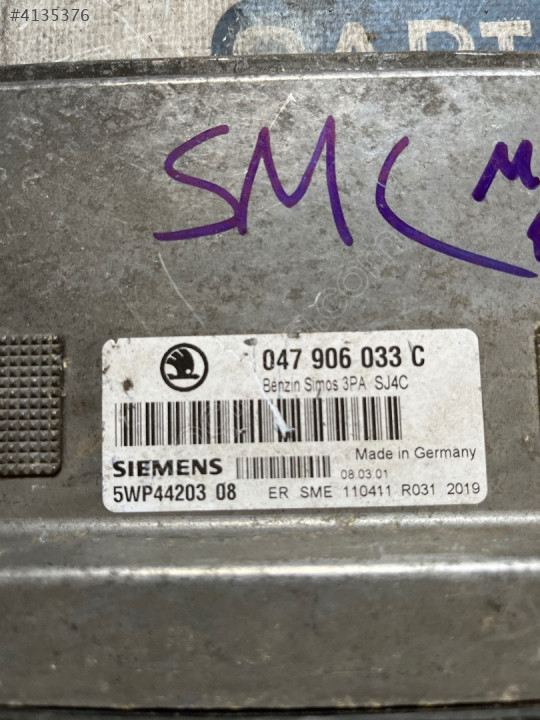 #4135376
CART
SMC
047 906 033 C
Benzin Simos 3PA SJ4C
SIEMENS
Made in Germany
08.03.01
5WP44203 08
ER SME 110411 R031 2019